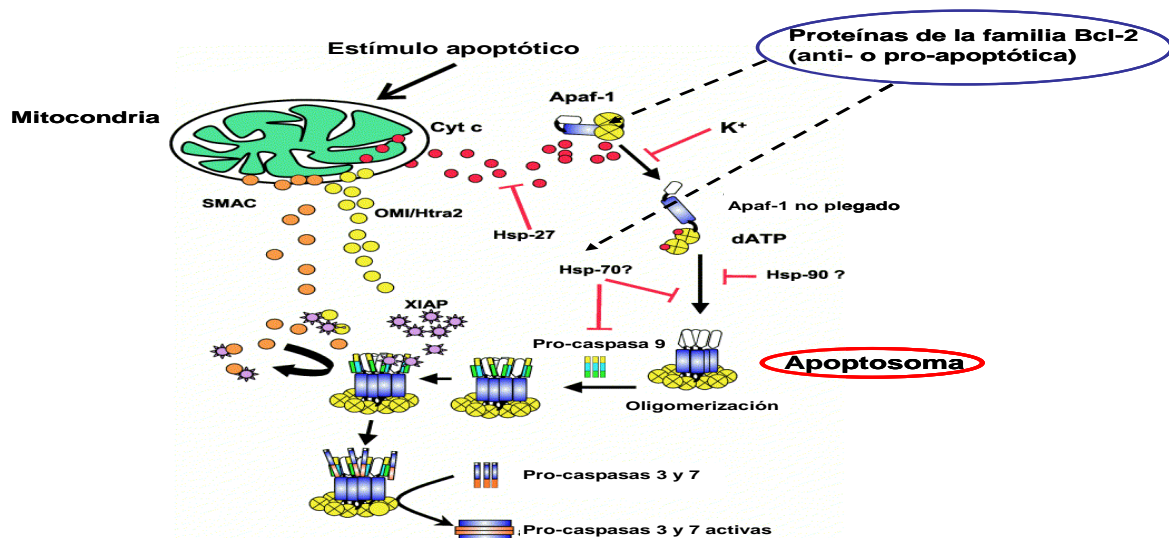 Estímulo apoptótico
Proteínas de la familia Bcl-2
(anti- o pro-apoptótica)
Apaf-1
Mitocondria
Cyt c
K+
SMAC
OMI/Htra2
Apaf-1 no plegado
Hsp-27
dATP
Hsp-70?
Hsp-90 ?
XIAP
Pro-caspasa 9
Apoptosoma
Oligomerización
Pro-caspasas 3 y 7
Pro-caspasas 3 y 7 activas